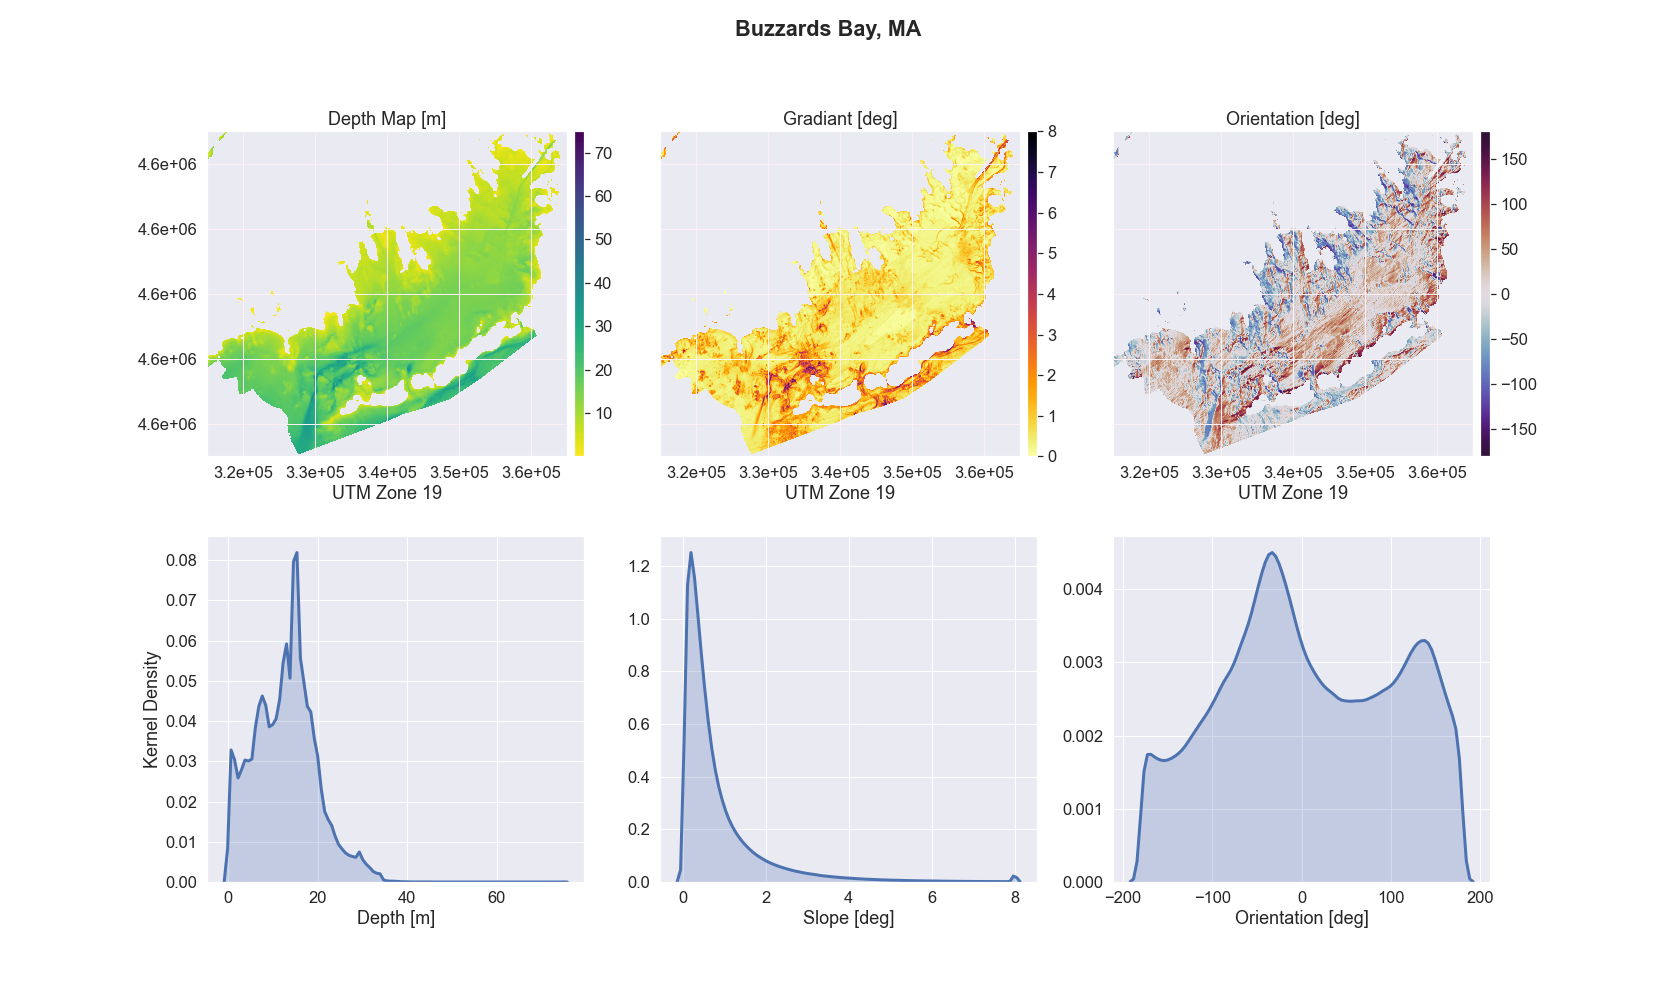 Buzzards Bay, MA
Depth Map [m]
4.6e+06
4.6e+06
4.6e+06
4.6e+06
4.6e+06
3.2e+05 3.3e+05 3.4e+05 3.5e+05 3.6e+05
UTM Zone 19
70
60
50
40
30
20
10
Gradiant [deg]
3.2e+05 3.3e+05 3.4e+05 3.5e+05 3.6e+05
UTM Zone 19
8
7
6
5
4
3
2
1
0
Orientation [deg]
3.2e+05 3.3e+05 3.4e+05 3.5e+05 3.6e+05
UTM Zone 19
150
100
50
0
−50
−100
−150
Kernel Density
0.08
0.07
0.06
0.05
0.04
0.03
0.02
0.01
0.00
0 20 40 60
Depth [m]
1.2
1.0
0.8
0.6
0.4
0.2
0.0
0 2 4 6 8
Slope [deg]
0.004
0.003
0.002
0.001
0.000
−200 −100 0 100 200
Orientation [deg]